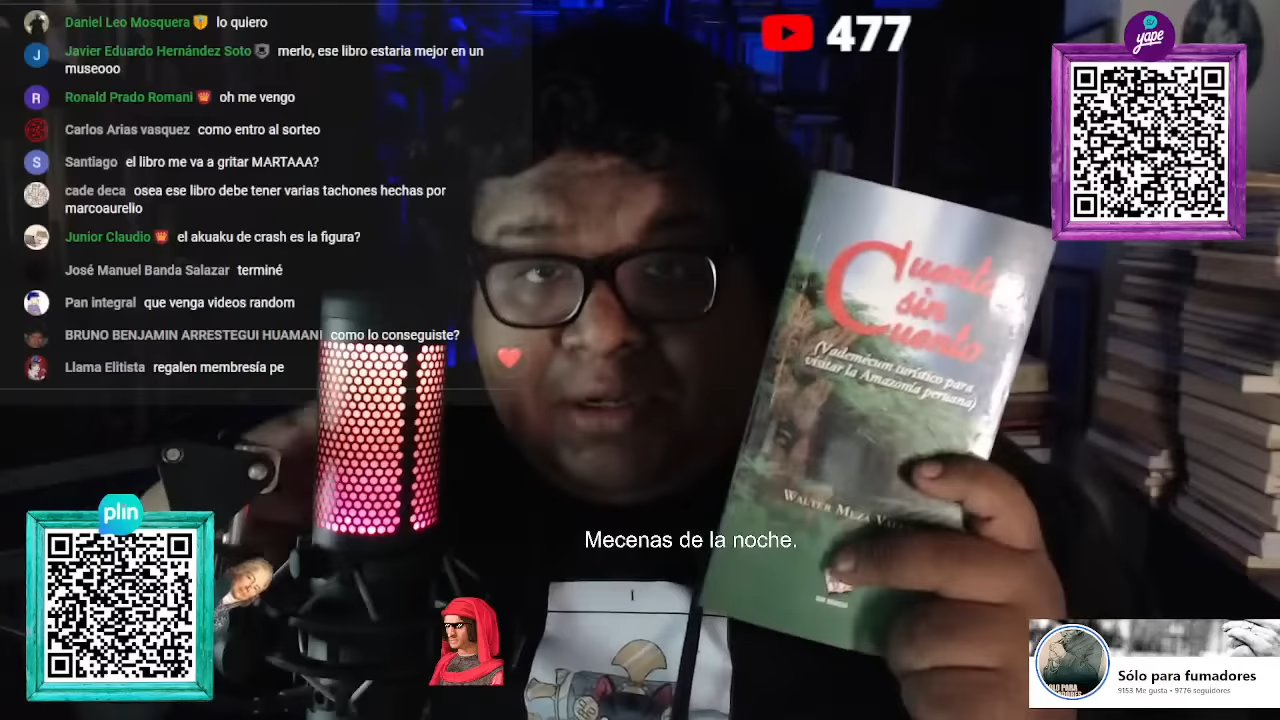 Daniel Leo Mosquera lo quiero
Javier Eduardo Hernández Soto merlo, ese libro estaria mejor en un
museooo
Ronald Prado Romani oh me vengo
Carlos Arias vasquez como entro al sorteo
Santiago el libro me va a gritar MARTAAA?
cade deca osea ese libro debe tener varias tachones hechas por
marcoaurelio
Junior Claudio el akuaku de crash es la figura?
José Manuel Banda Salazar terminé
Pan integral que venga videos random
BRUNO BENJAMIN ARRESTEGUI HUAMANI como lo conseguiste?
Llama Elitista regalen membresía pe
477
yape
Cuanto
sin
Cuanto
(Vademécum turístico para
visitar la Amazonía peruana)
WALTER MEZA
Mecenas de la noche.
plin
I
Sólo para fumadores
9153 Me gusta • 9776 seguidores